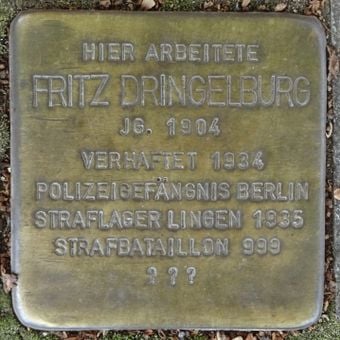 HIER ARBEITETE
FRITZ DRINGELBURG
JG. 1904
VERHAFTET 1934
POLIZEIGEFÄNGNIS BERLIN
STRAFLAGER LINGEN 1935
STRAFBATAILLON 999
???